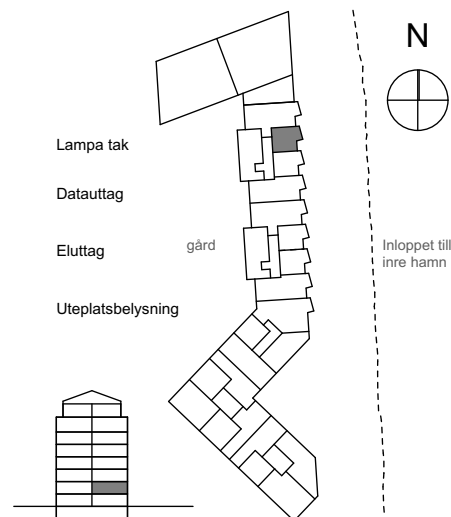 N
Lampa tak
Datauttag
Eluttag
gård
Inloppet till
inre hamn
Uteplatsbelysning